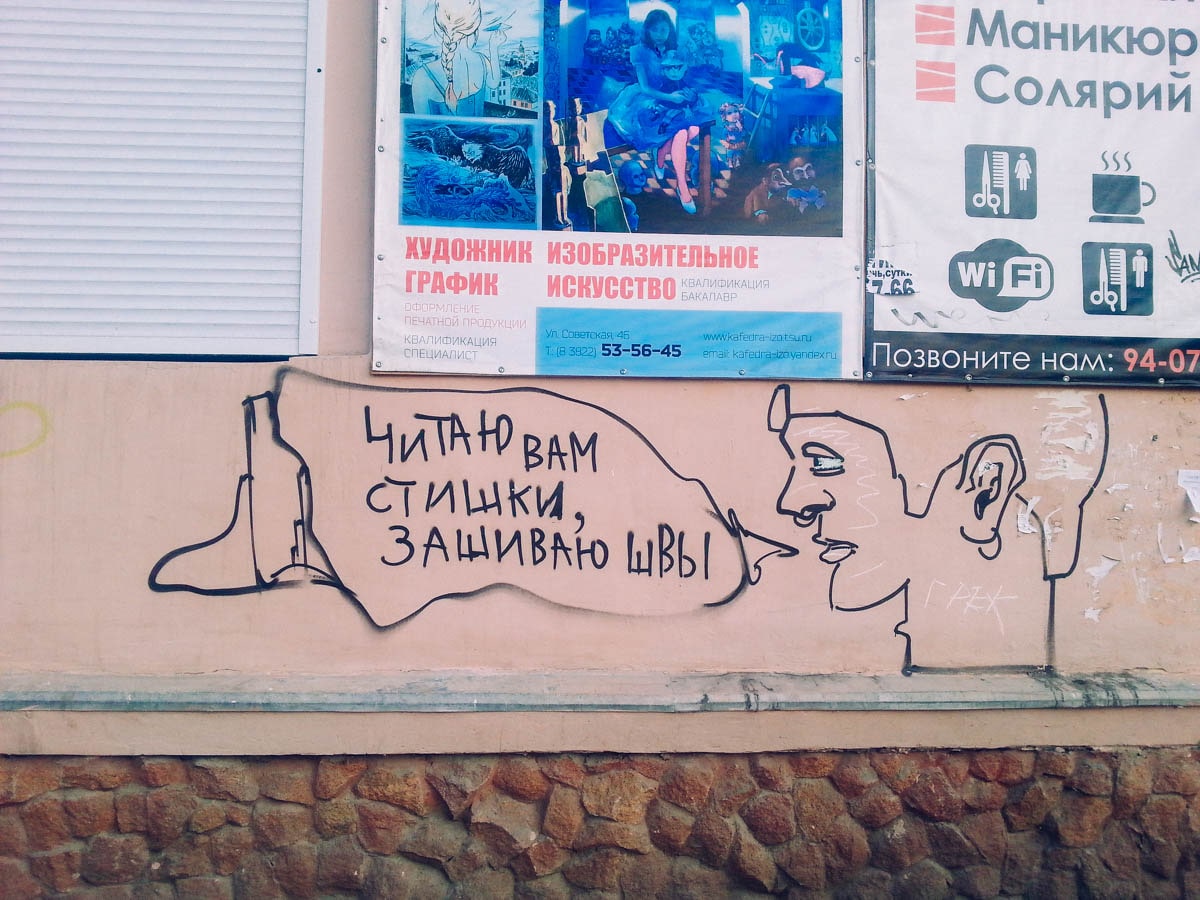 Маникюр
Солярий
ХУДОЖНИК
ГРАФИК
ОФОРМЛЕНИЕ
ПЕЧАТНОЙ ПРОДУКЦИИ
КВАЛИФИКАЦИЯ
СПЕЦИАЛИСТ
ИЗОБРАЗИТЕЛЬНОЕ
ИСКУССТВО КВАЛИФИКАЦИЯ
БАКАЛАВР
Ул. Советская, 46
Т. (8 3822) 53-56-45
www.kafedra-izo.tsu.ru
email: kafedra-izo.yandex.ru
WiFi
Позвоните нам: 94-07
ЧИТАЮ ВАМ
СТИШКИ,
ЗАШИВАЮ ШВЫ